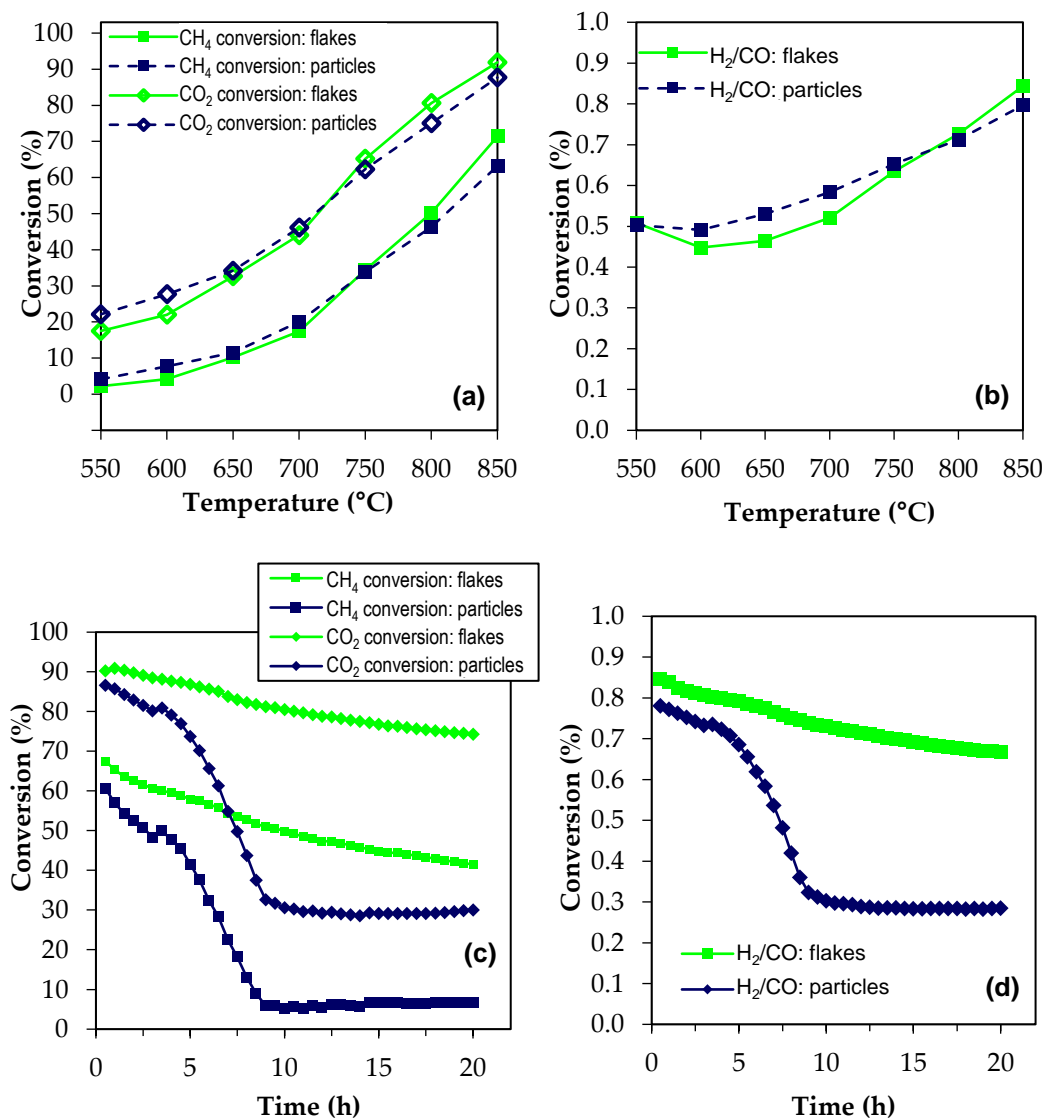 CH₄ conversion: flakes
CH₄ conversion: particles
CO₂ conversion: flakes
CO₂ conversion: particles
Conversion (%)
100
90
80
70
60
50
40
30
20
10
0
(a)
550 600 650 700 750 800 850
Temperature (°C)
H₂/CO: flakes
H₂/CO: particles
Conversion (%)
1.0
0.9
0.8
0.7
0.6
0.5
0.4
0.3
0.2
0.1
0.0
(b)
550 600 650 700 750 800 850
Temperature (°C)
CH₄ conversion: flakes
CH₄ conversion: particles
CO₂ conversion: flakes
CO₂ conversion: particles
Conversion (%)
100
90
80
70
60
50
40
30
20
10
0
(c)
0 5 10 15 20
Time (h)
Conversion (%)
1.0
0.9
0.8
0.7
0.6
0.5
0.4
0.3
0.2
0.1
0.0
H₂/CO: flakes
H₂/CO: particles
(d)
0 5 10 15 20
Time (h)